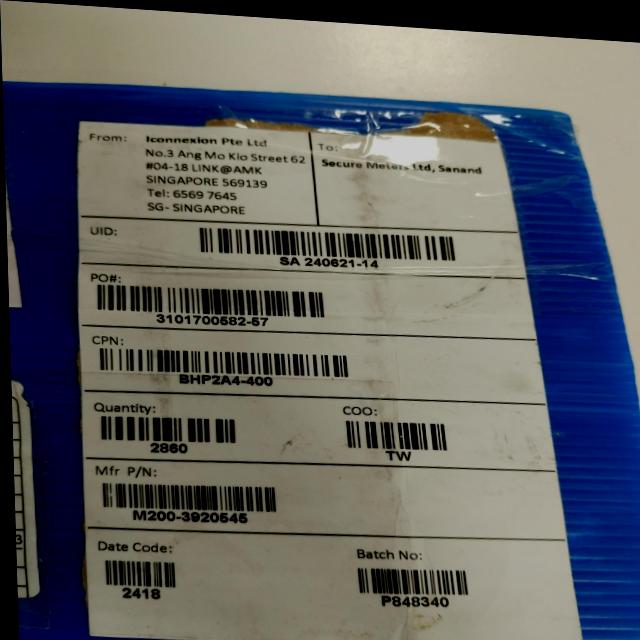 From: Iconnexion Pte Ltd
No.3 Ang Mo Kio Street 62
#04-18 LINK@AMK
SINGAPORE 569139
Tel: 6569 7645
SG- SINGAPORE
To:
Secure Meters Ltd, Sanand
UID:
SA 240621-14
PO#:
3101700582-57
CPN:
BHP2A4-400
Quantity:
2860
COO:
TW
Mfr P/N:
M200-3920545
Date Code:
2418
Batch No:
P848340